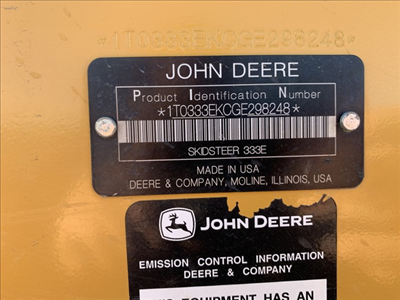 *1T0333EKCGE298248*
JOHN DEERE
Product Identification Number
*1T0333EKCGE298248*
SKIDSTEER 333E
MADE IN USA
DEERE & COMPANY, MOLINE, ILLINOIS, USA
JOHN DEERE
EMISSION CONTROL INFORMATION
DEERE & COMPANY
THIS EQUIPMENT HAS AN